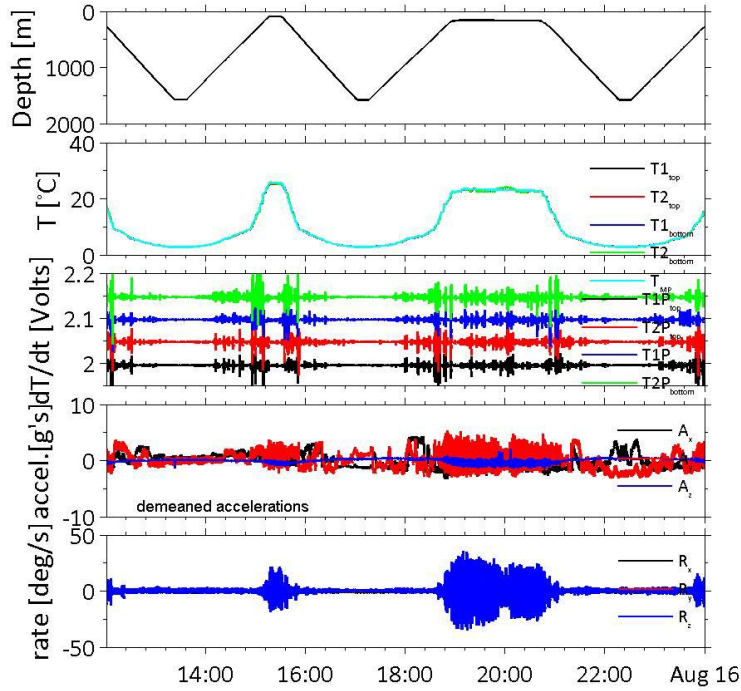 Depth [m]
0
1000
2000
T [°C]
40
20
0
T1top
T2top
T1bottom
T2bottom
TMP
dT/dt [Volts]
2.2
2.1
2
T1Ptop
T2Ptop
T1P
T2Pbottom
accel.[g's]
10
0
-10
Ax
Az
demeaned accelerations
rate [deg/s]
50
0
-50
Rx
Ry
Rz
14:00 16:00 18:00 20:00 22:00 Aug 16